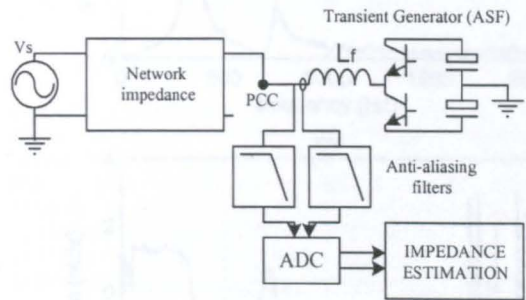 Transient Generator (ASF)
Vs
Lf
Network
impedance
PCC
Anti-aliasing
filters
ADC
IMPEDANCE
ESTIMATION